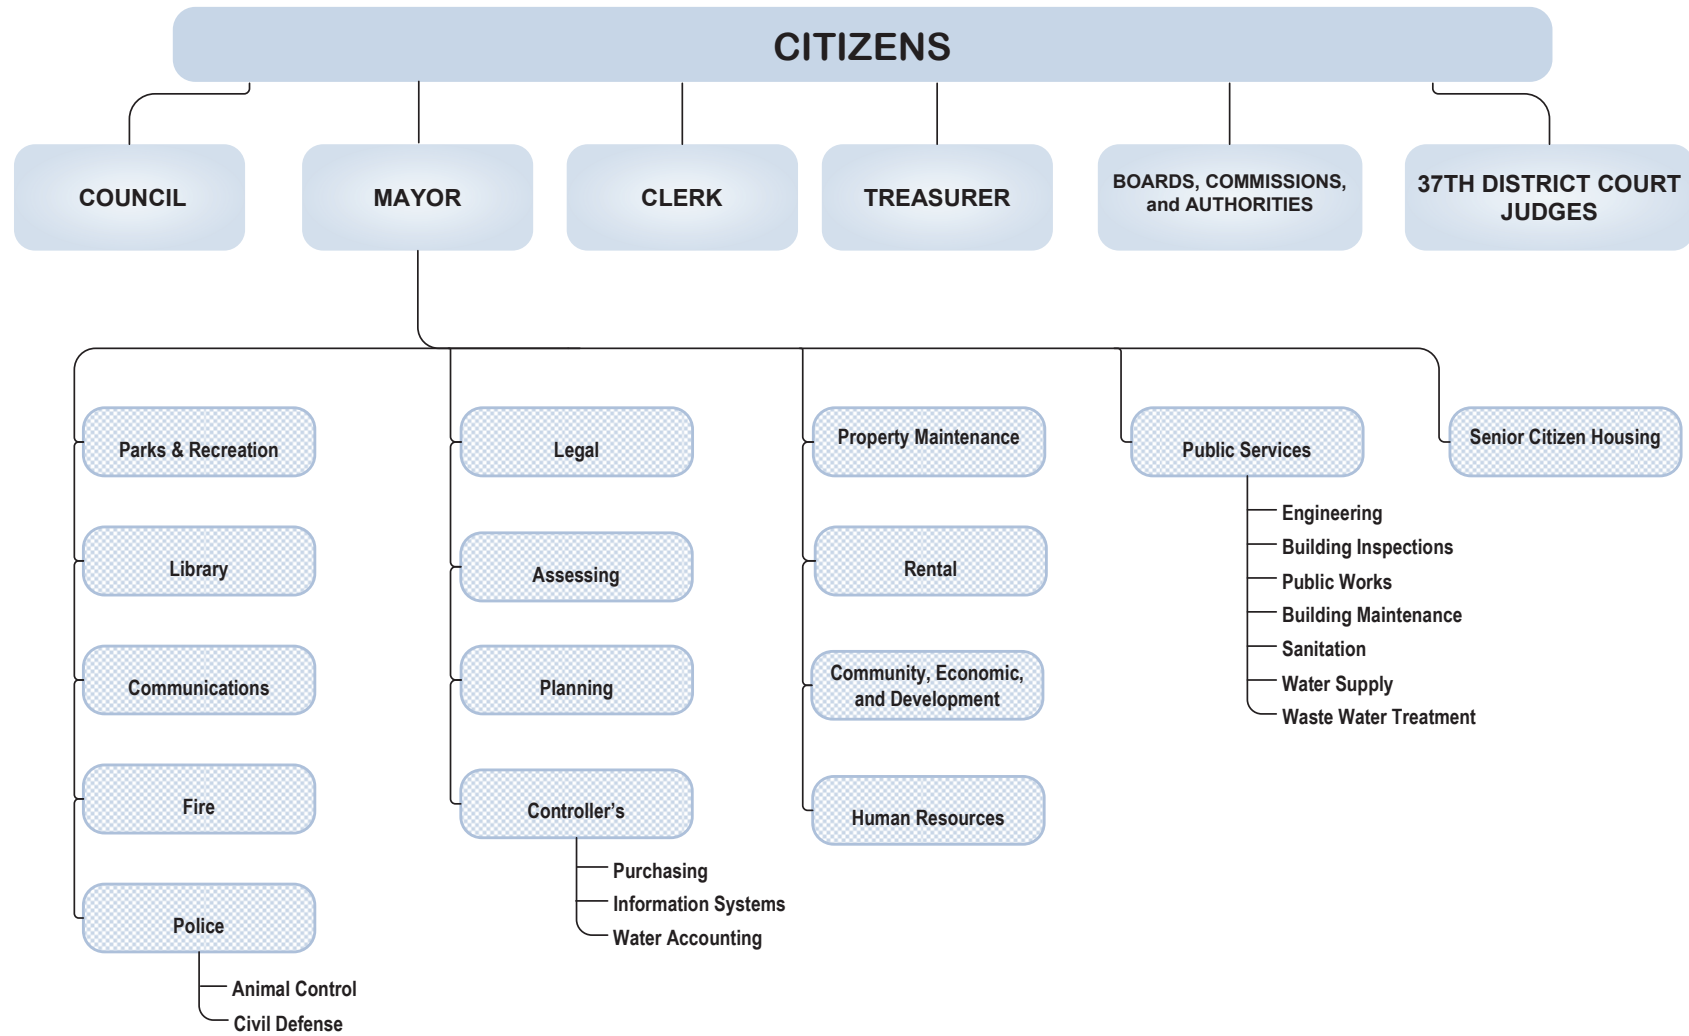 CITIZENS
COUNCIL
MAYOR
CLERK
TREASURER
BOARDS, COMMISSIONS,
and AUTHORITIES
37TH DISTRICT COURT
JUDGES
Parks & Recreation
Library
Communications
Fire
Police
Animal Control
Civil Defense
Legal
Assessing
Planning
Controller’s
Purchasing
Information Systems
Water Accounting
Property Maintenance
Rental
Community, Economic,
and Development
Human Resources
Public Services
Engineering
Building Inspections
Public Works
Building Maintenance
Sanitation
Water Supply
Waste Water Treatment
Senior Citizen Housing